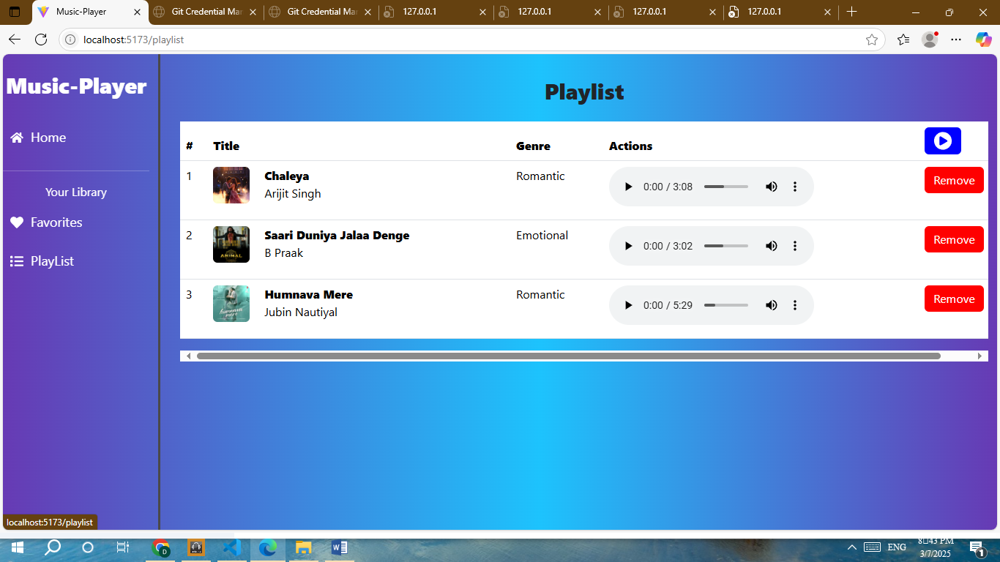 Music-Player
Git Credential Ma
Git Credential Ma
127.0.0.1
127.0.0.1
127.0.0.1
127.0.0.1
localhost:5173/playlist
Music-Player
Home
Your Library
Favorites
PlayList
Playlist
# Title Genre Actions
1 Chaleya Romantic 0:00 / 3:08 Remove
Arijit Singh
2 Saari Duniya Jalaa Denge Emotional 0:00 / 3:02 Remove
B Praak
ANIMAL
3 Humnava Mere Romantic 0:00 / 5:29 Remove
Jubin Nautiyal
humnava mere
localhost:5173/playlist
D
W
ENG
8:43 PM
3/7/2025
1